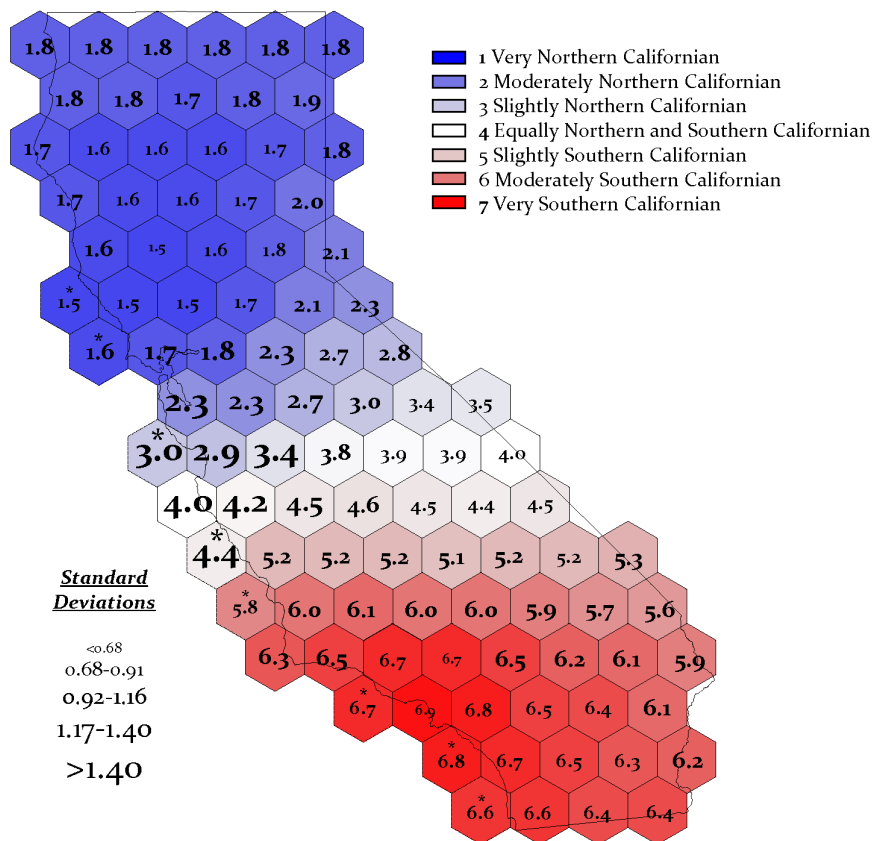 1.8 1.8 1.8 1.8 1.8 1.8
1.8 1.8 1.7 1.8 1.9
1.7 1.6 1.6 1.6 1.7 1.8
1.7 1.6 1.6 1.7 2.0
1.6 1.5 1.6 1.8 2.1
* 1.5 1.5 1.5 1.7 2.1 2.3
* 1.6 1.7 1.8 2.3 2.7 2.8
2.3 2.3 2.7 3.0 3.4 3.5
* 3.0 2.9 3.4 3.8 3.9 3.9 4.0
4.0 4.2 4.5 4.6 4.5 4.4 4.5
* 4.4 5.2 5.2 5.2 5.1 5.2 5.2 5.3
* 5.8 6.0 6.1 6.0 6.0 5.9 5.7 5.6
6.3 6.5 6.7 6.7 6.5 6.2 6.1 5.9
* 6.7 6.9 6.8 6.5 6.4 6.1
* 6.8 6.7 6.5 6.3 6.2
* 6.6 6.6 6.4 6.4
1 Very Northern Californian
2 Moderately Northern Californian
3 Slightly Northern Californian
4 Equally Northern and Southern Californian
5 Slightly Southern Californian
6 Moderately Southern Californian
7 Very Southern Californian
Standard
Deviations
<0.68
0.68-0.91
0.92-1.16
1.17-1.40
>1.40